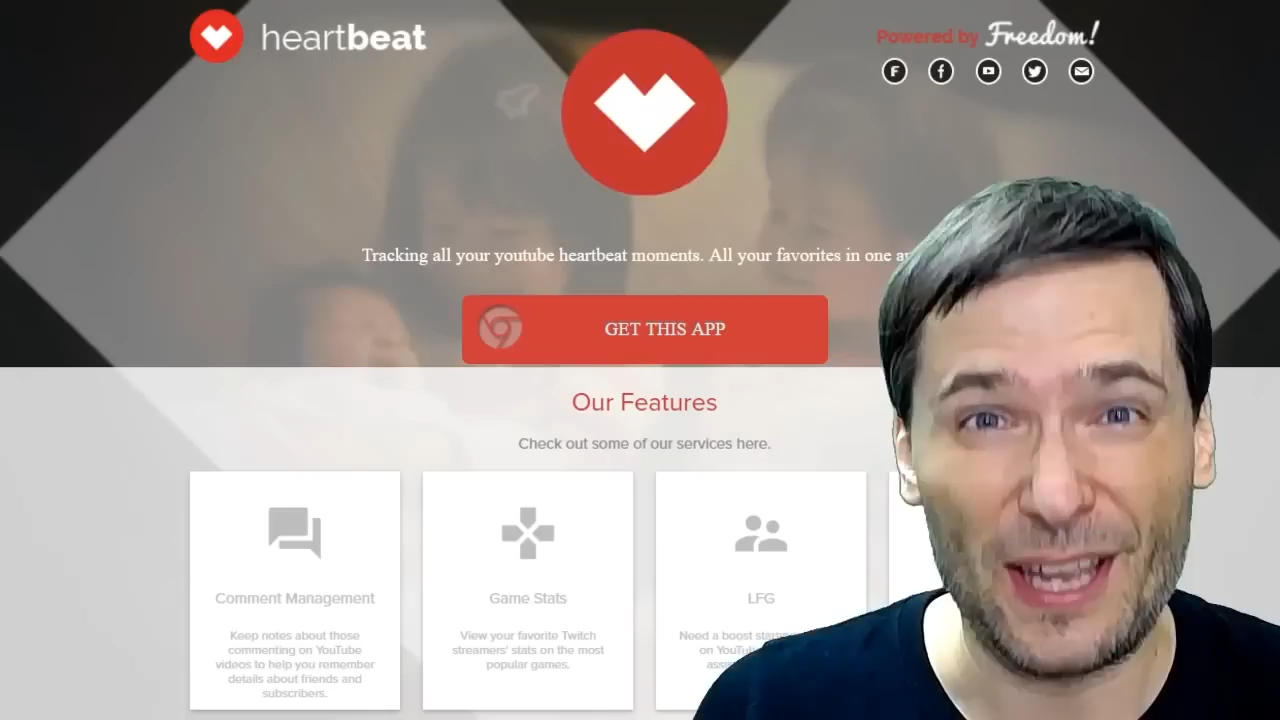 heartbeat
Powered by Freedom!
Tracking all your youtube heartbeat moments. All your favorites in one
GET THIS APP
Our Features
Check out some of our services here.
Comment Management
Keep notes about those
commenting on YouTube
videos to help you remember
details about friends and
subscribers.
Game Stats
View your favorite Twitch
streamers' stats on the most
popular games.
LFG
Need a boost
on